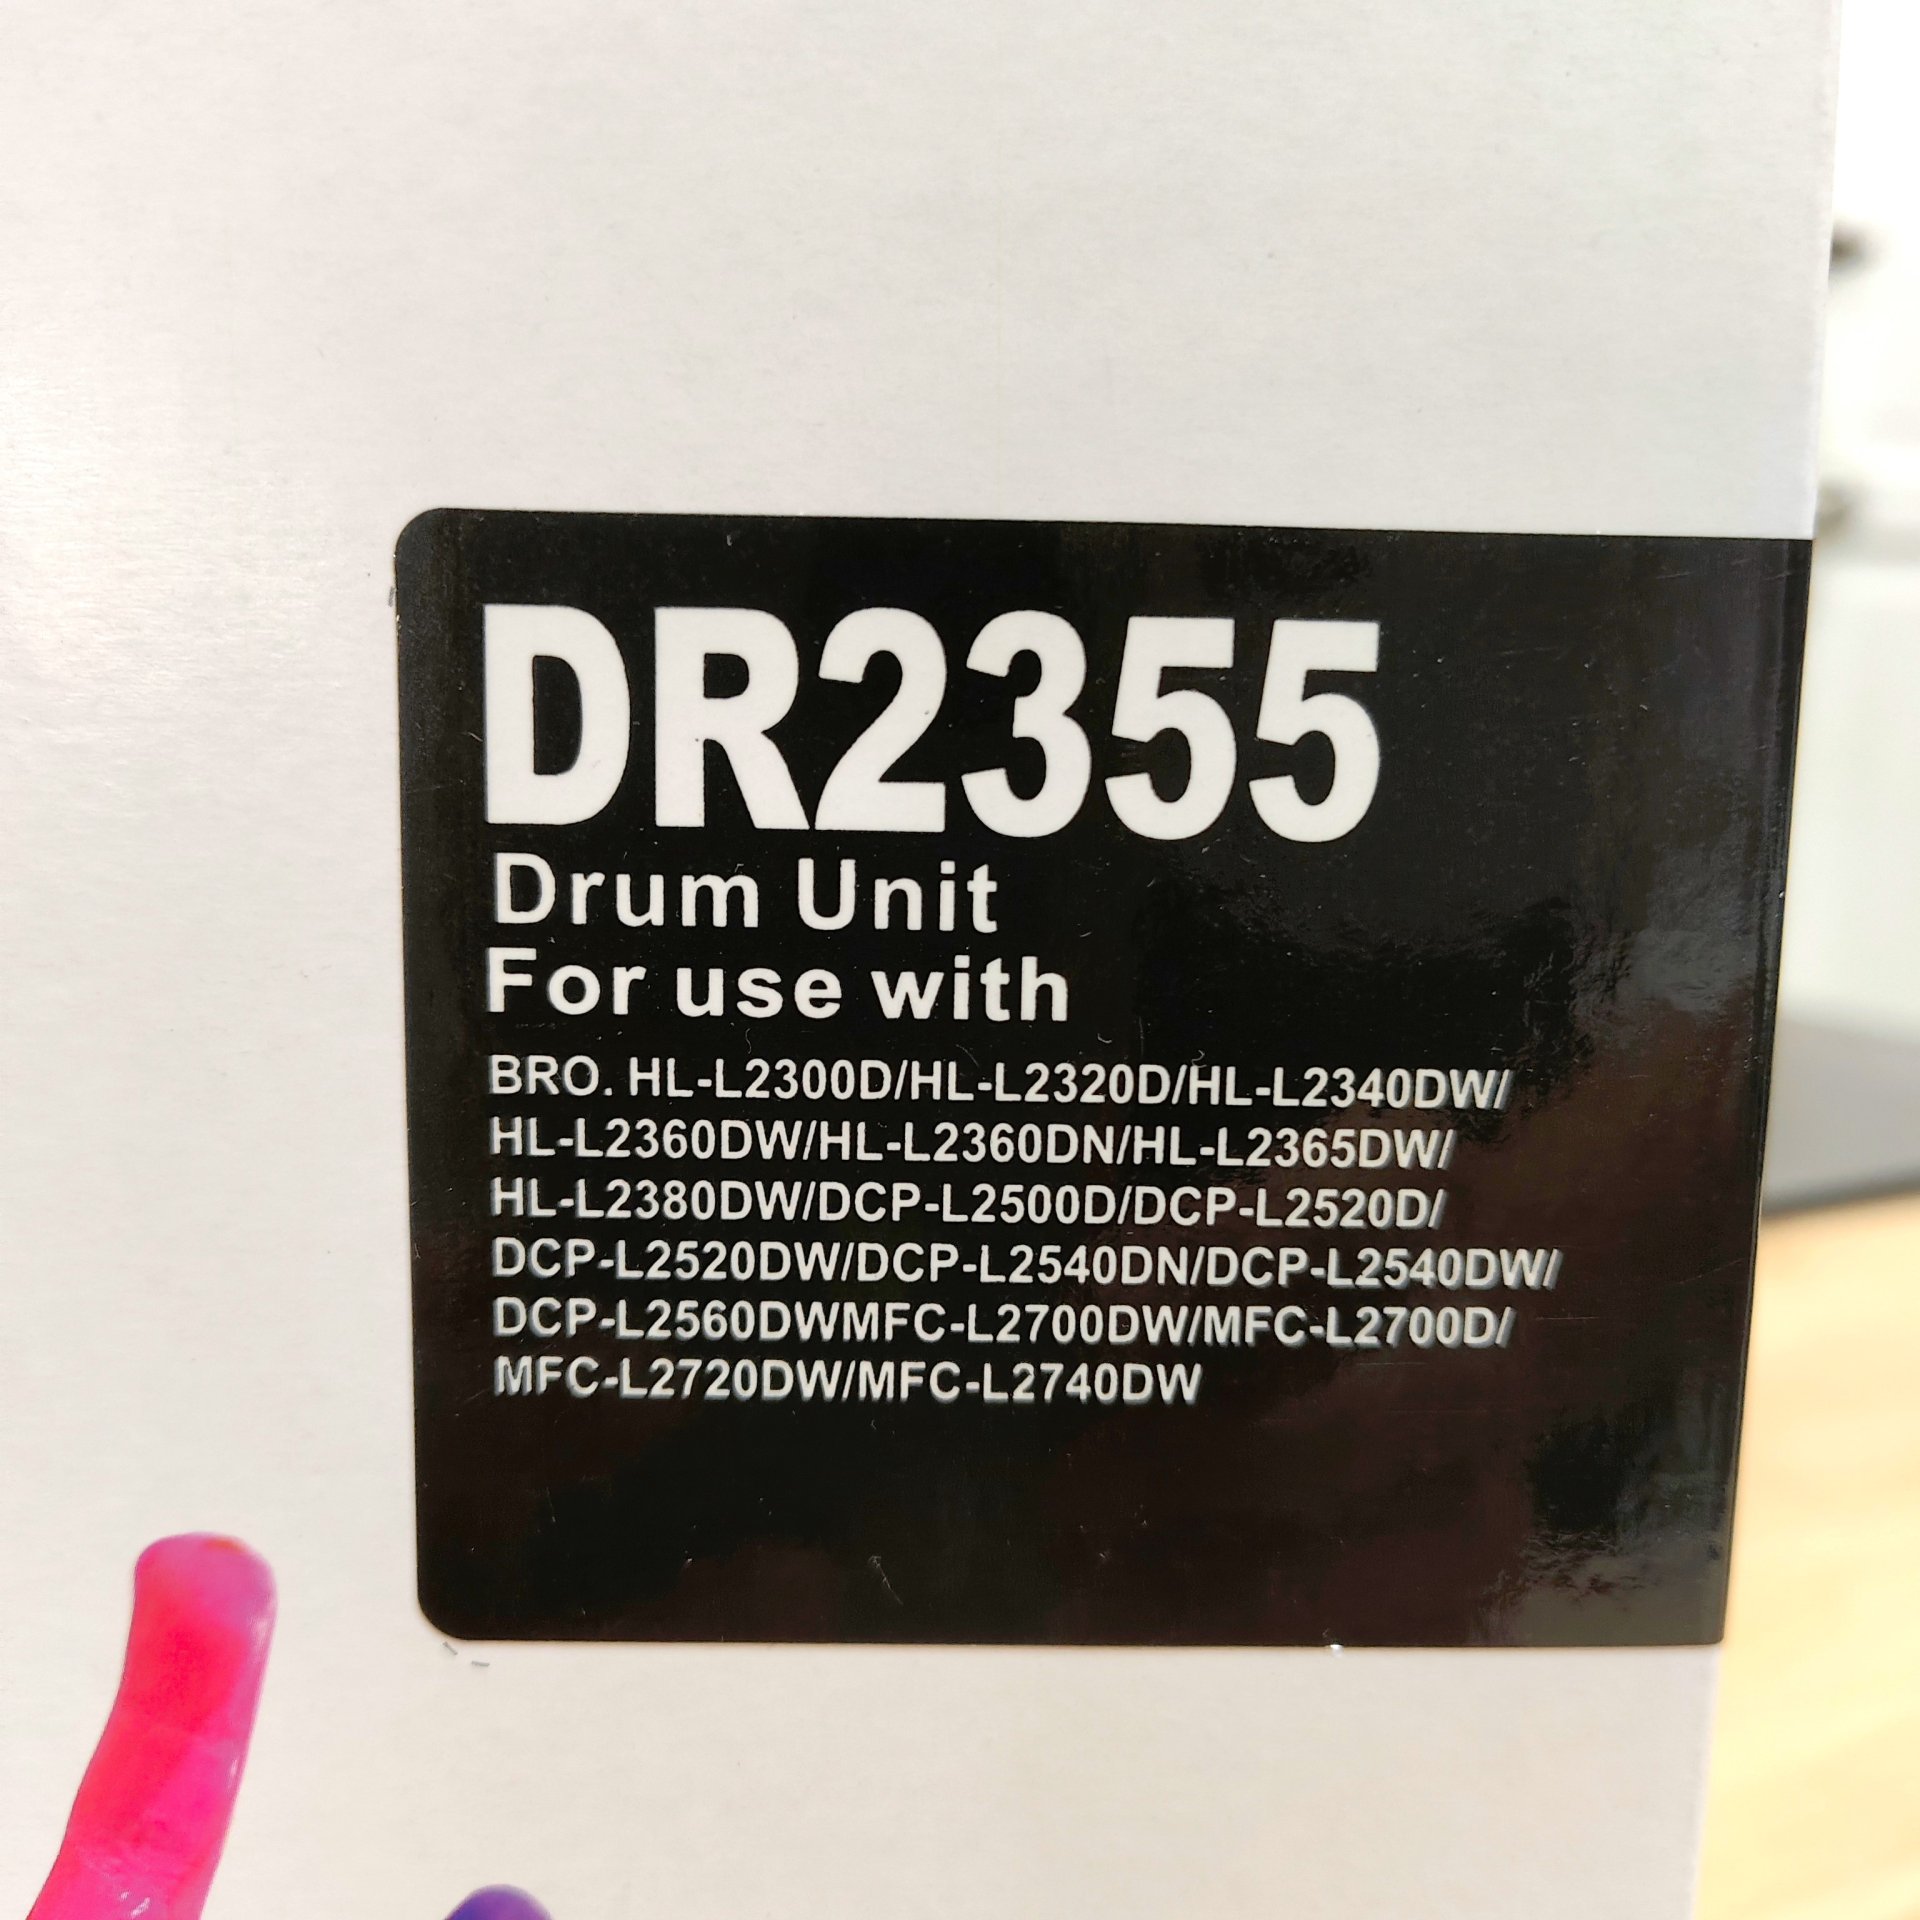 DR2355
Drum Unit
For use with
BRO. HL-L2300D/HL-L2320D/HL-L2340DW/
HL-L2360DW/HL-L2360DN/HL-L2365DW/
HL-L2380DW/DCP-L2500D/DCP-L2520D/
DCP-L2520DW/DCP-L2540DN/DCP-L2540DW/
DCP-L2560DWMFC-L2700DW/MFC-L2700D/
MFC-L2720DW/MFC-L2740DW